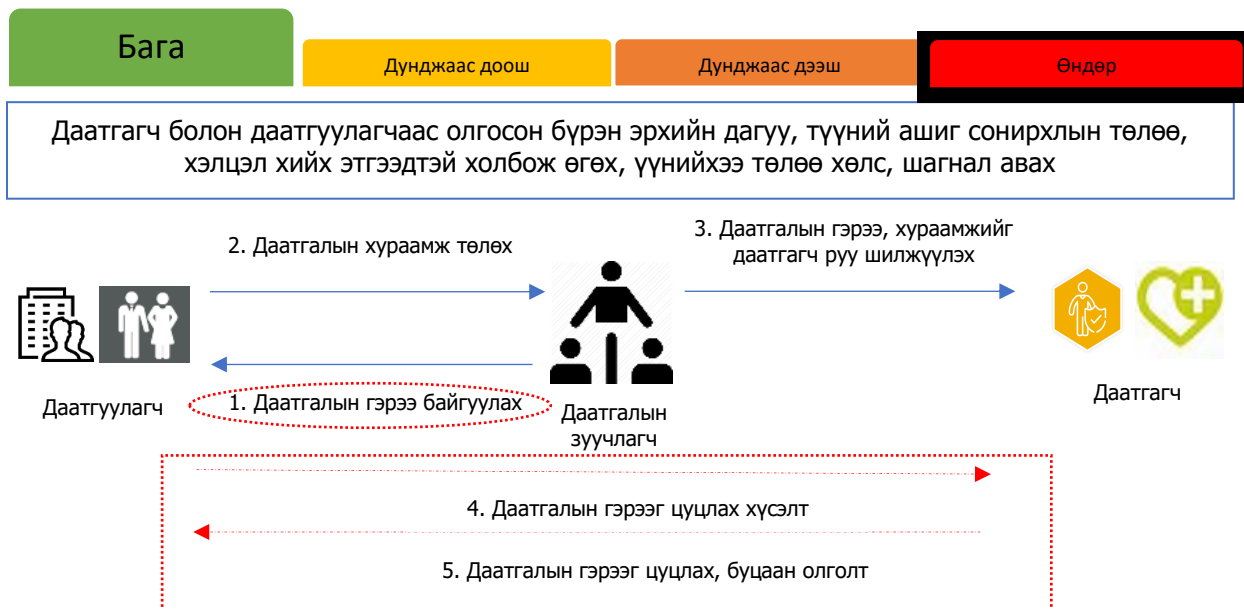 Бага
Дунджаас доош
Дунджаас дээш
Өндөр
Даатгагч болон даатгуулагчаас олгосон бүрэн эрхийн дагуу, түүний ашиг сонирхлын төлөө,
хэлцэл хийх этгээдтэй холбож өгөх, үүнийхээ төлөө хөлс, шагнал авах
2. Даатгалын хураамж төлөх
3. Даатгалын гэрээ, хураамжийг
даатгагч руу шилжүүлэх
Даатгуулагч
1. Даатгалын гэрээ байгуулах
Даатгалын
зуучлагч
Даатгагч
4. Даатгалын гэрээг цуцлах хүсэлт
5. Даатгалын гэрээг цуцлах, буцаан олголт